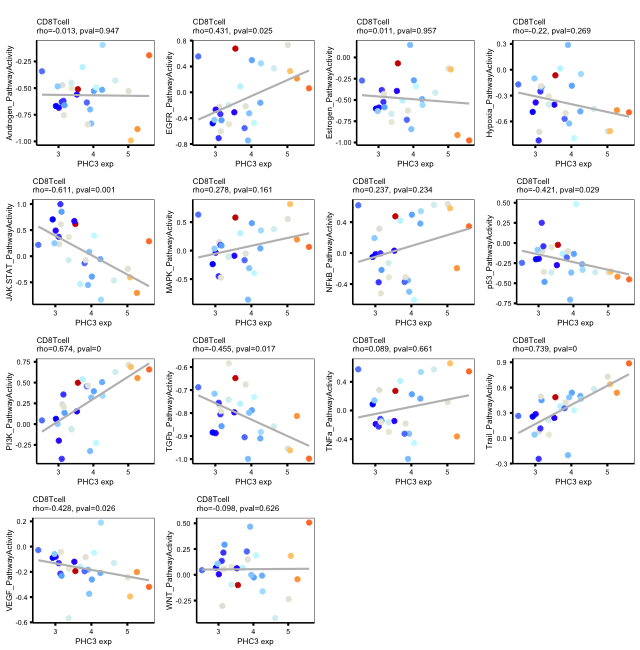 CD8Tcell
rho=-0.013, pval=0.947
Androgen_PathwayActivity
-0.25
-0.50
-0.75
-1.00
3 4 5
PHC3 exp
CD8Tcell
rho=0.431, pval=0.025
EGFR_PathwayActivity
0.8
0.4
0.0
-0.4
-0.8
3 4 5
PHC3 exp
CD8Tcell
rho=0.011, pval=0.957
Estrogen_PathwayActivity
0.00
-0.25
-0.50
-0.75
-1.00
3 4 5
PHC3 exp
CD8Tcell
rho=-0.22, pval=0.269
Hypoxia_PathwayActivity
0.3
0.0
-0.3
-0.6
3 4 5
PHC3 exp
CD8Tcell
rho=-0.611, pval=0.001
JAK-STAT_PathwayActivity
1.0
0.5
0.0
-0.5
3 4 5
PHC3 exp
CD8Tcell
rho=0.278, pval=0.161
MAPK_PathwayActivity
0.5
0.0
-0.5
3 4 5
PHC3 exp
CD8Tcell
rho=0.237, pval=0.234
NFkB_PathwayActivity
0.4
0.0
-0.4
3 4 5
PHC3 exp
CD8Tcell
rho=-0.421, pval=0.029
p53_PathwayActivity
0.50
0.25
0.00
-0.25
-0.50
-0.75
3 4 5
PHC3 exp
CD8Tcell
rho=0.674, pval=0
PI3K_PathwayActivity
0.75
0.50
0.25
0.00
-0.25
3 4 5
PHC3 exp
CD8Tcell
rho=-0.455, pval=0.017
TGFb_PathwayActivity
-0.6
-0.7
-0.8
-0.9
-1.0
3 4 5
PHC3 exp
CD8Tcell
rho=0.089, pval=0.661
TNFa_PathwayActivity
0.4
0.0
-0.4
3 4 5
PHC3 exp
CD8Tcell
rho=0.739, pval=0
Trail_PathwayActivity
0.9
0.6
0.3
0.0
-0.3
3 4 5
PHC3 exp
CD8Tcell
rho=-0.428, pval=0.026
VEGF_PathwayActivity
0.2
0.0
-0.2
-0.4
-0.6
3 4 5
PHC3 exp
CD8Tcell
rho=-0.098, pval=0.626
WNT_PathwayActivity
0.50
0.25
0.00
-0.25
3 4 5
PHC3 exp